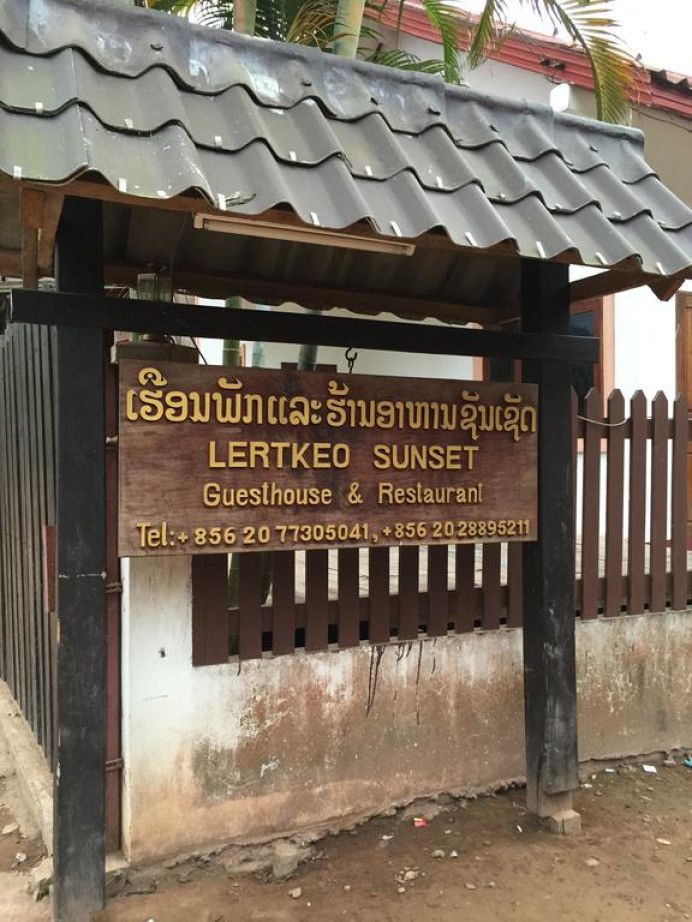 ເຮືອນພັກແລະຮ້ານອາຫານຊັນເຊັດ
LERTKEO SUNSET
Guesthouse & Restaurant
Tel:+ 856 20 77305041, +856 20 28895211